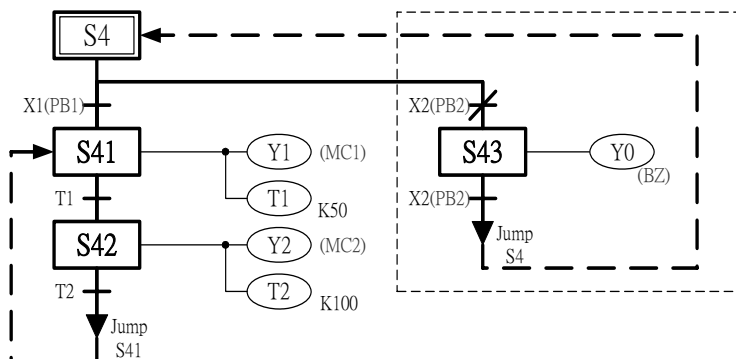 S4
X1(PB1)
X2(PB2)
S41
Y1
(MC1)
S43
Y0
(BZ)
T1
T1
K50
X2(PB2)
S42
Y2
(MC2)
Jump
S4
T2
T2
K100
Jump
S41